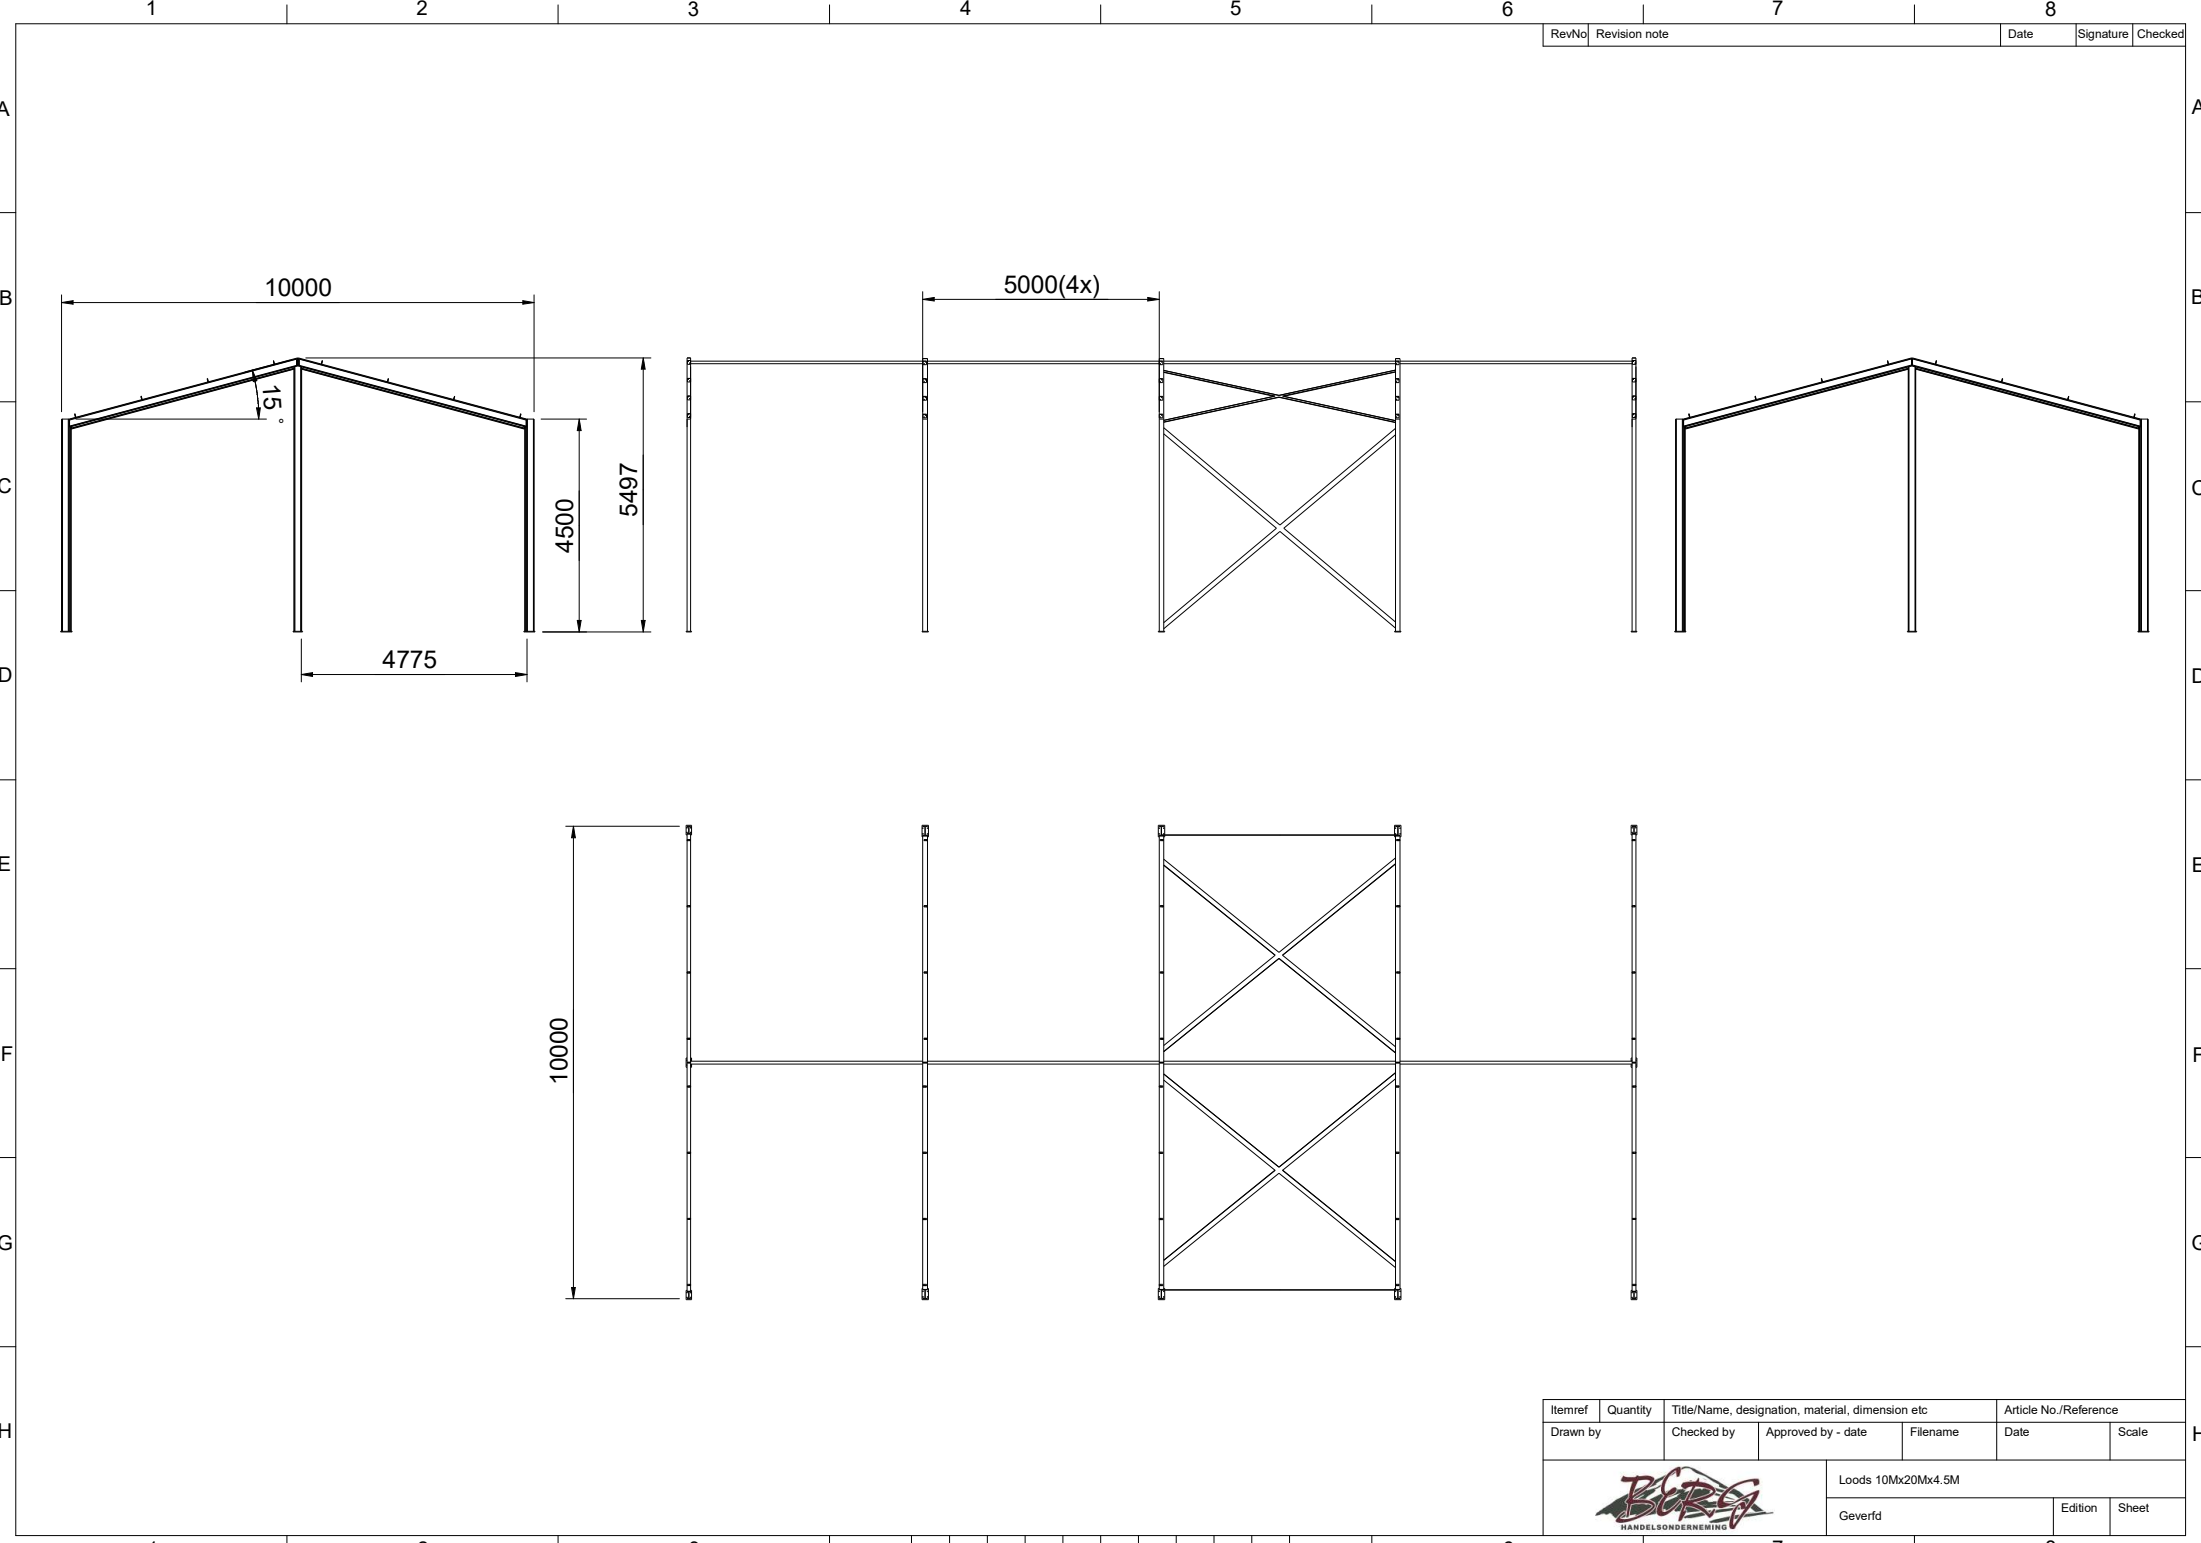 1 2 3 4 5 6 7 8
RevNo Revision note Date Signature Checked
A A
B B
10000
5000(4x)
15°
C C
4500
5497
4775
D D
E E
10000
F F
G G
H H
Itemref Quantity Title/Name, designation, material, dimension etc Article No./Reference
Drawn by Checked by Approved by - date Filename Date Scale
BERG
HANDELSONDERNEMING
Loods 10Mx20Mx4.5M
Geverfd Edition Sheet